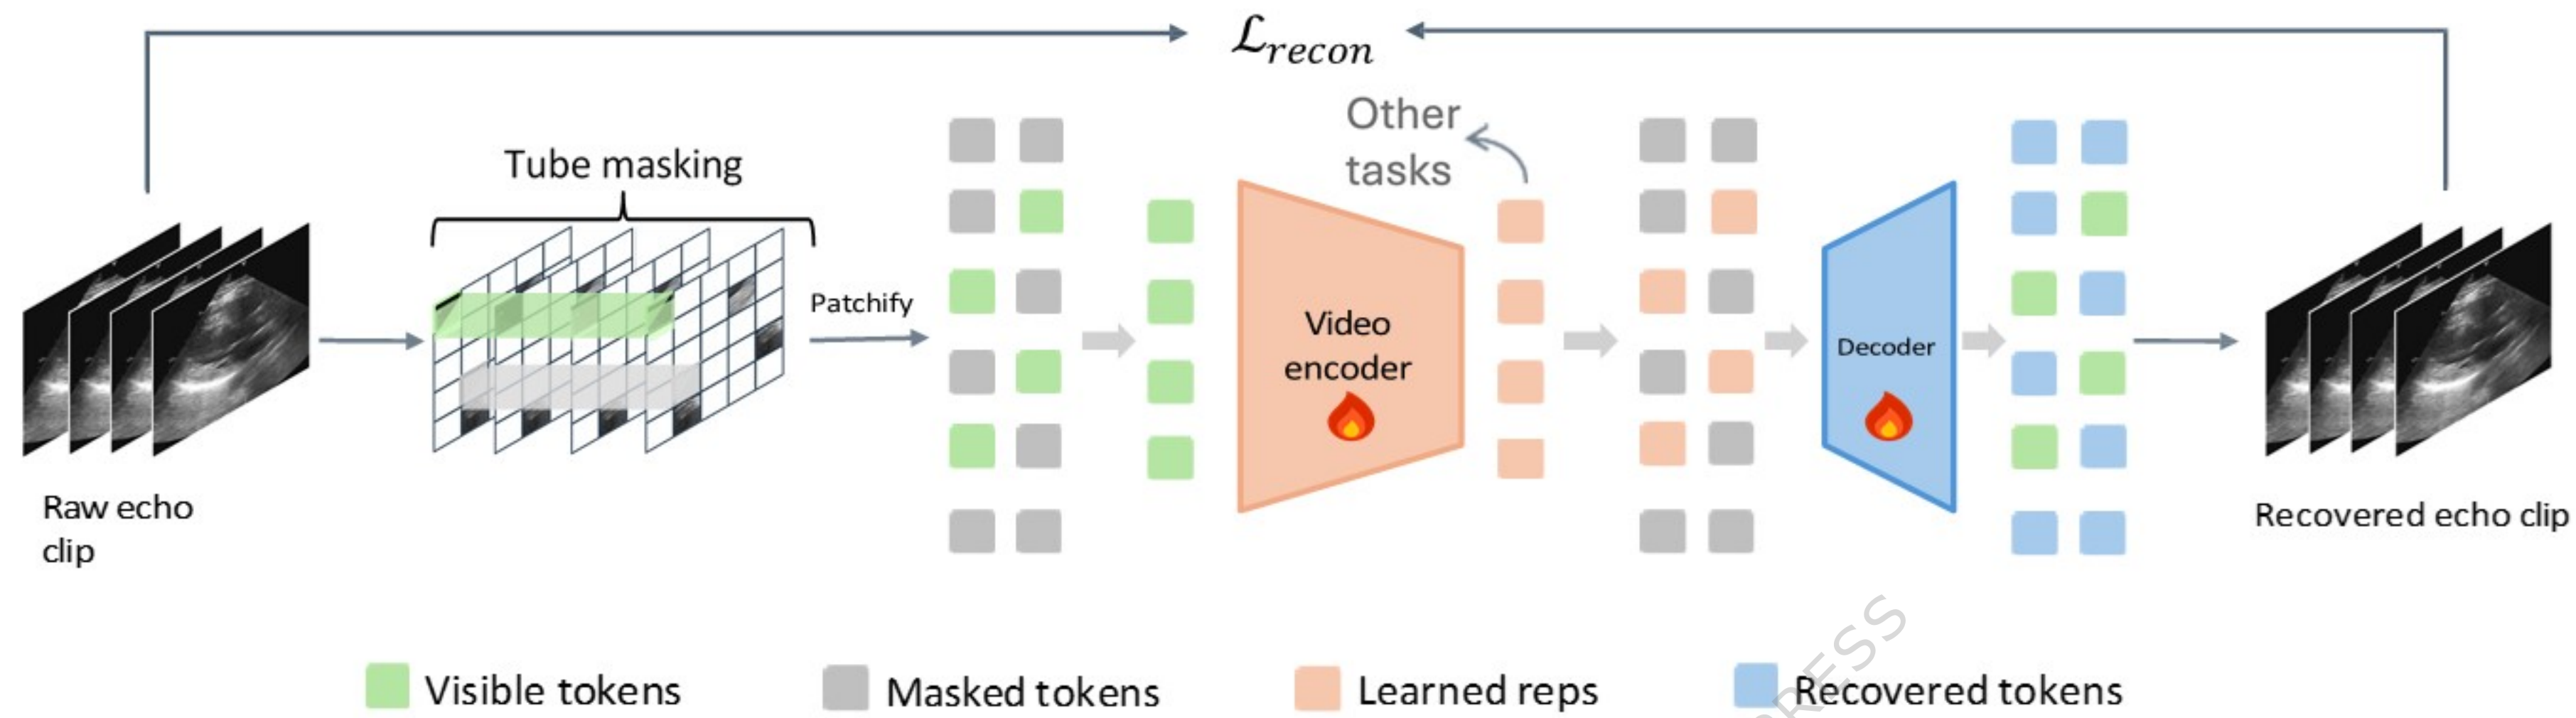 ℒrecon
Other
tasks
Tube masking
Patchify
Video
encoder
Decoder
Raw echo
clip
Recovered echo clip
Visible tokens
Masked tokens
Learned reps
Recovered tokens
RESS